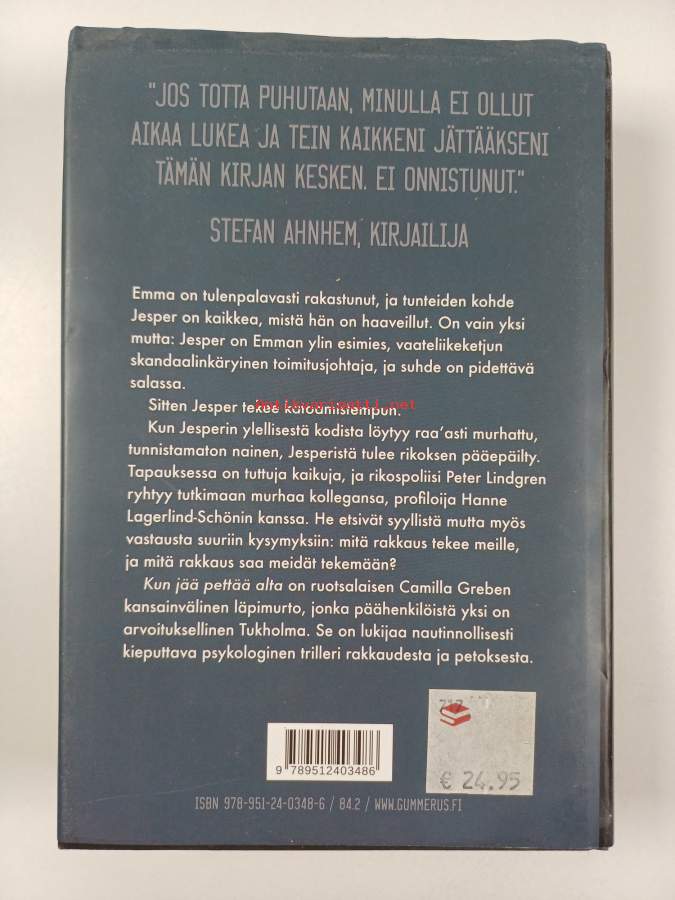 "JOS TOTTA PUHUTAAN, MINULLA EI OLLUT
AIKAA LUKEA JA TEIN KAIKKENI JÄTTÄÄKSENI
TÄMÄN KIRJAN KESKEN. EI ONNISTUNUT."
STEFAN AHNHEM, KIRJAILIJA
Emma on tulenpalavasti rakastunut, ja tunteiden kohde
Jesper on kaikkea, mistä hän on haaveillut. On vain yksi
mutta: Jesper on Emman ylin esimies, vaateliikeketjun
skandaalinkäryinen toimitusjohtaja, ja suhde on pidettävä
salassa.
Sitten Jesper tekee katoamistempun.
Kun Jesperin ylellisestä kodista löytyy raa'asti murhattu,
tunnistamaton nainen, Jesperistä tulee rikoksen pääepäilty.
Tapauksessa on tuttuja kaikuja, ja rikospoliisi Peter Lindgren
ryhtyy tutkimaan murhaa kollegansa, profiloija Hanne
Lagerlind-Schönin kanssa. He etsivät syyllistä mutta myös
vastausta suuriin kysymyksiin: mitä rakkaus tekee meille,
ja mitä rakkaus saa meidät tekemään?
Kun jää pettää alta on ruotsalaisen Camilla Greben
kansainvälinen läpimurto, jonka päähenkilöistä yksi on
arvoituksellinen Tukholma. Se on lukijaa nautinnollisesti
kieputtava psykologinen trilleri rakkaudesta ja petoksesta.
€ 24.95
9 789512 403486
ISBN 978-951-24-0348-6 / 84.2 / WWW.GUMMERUS.FI